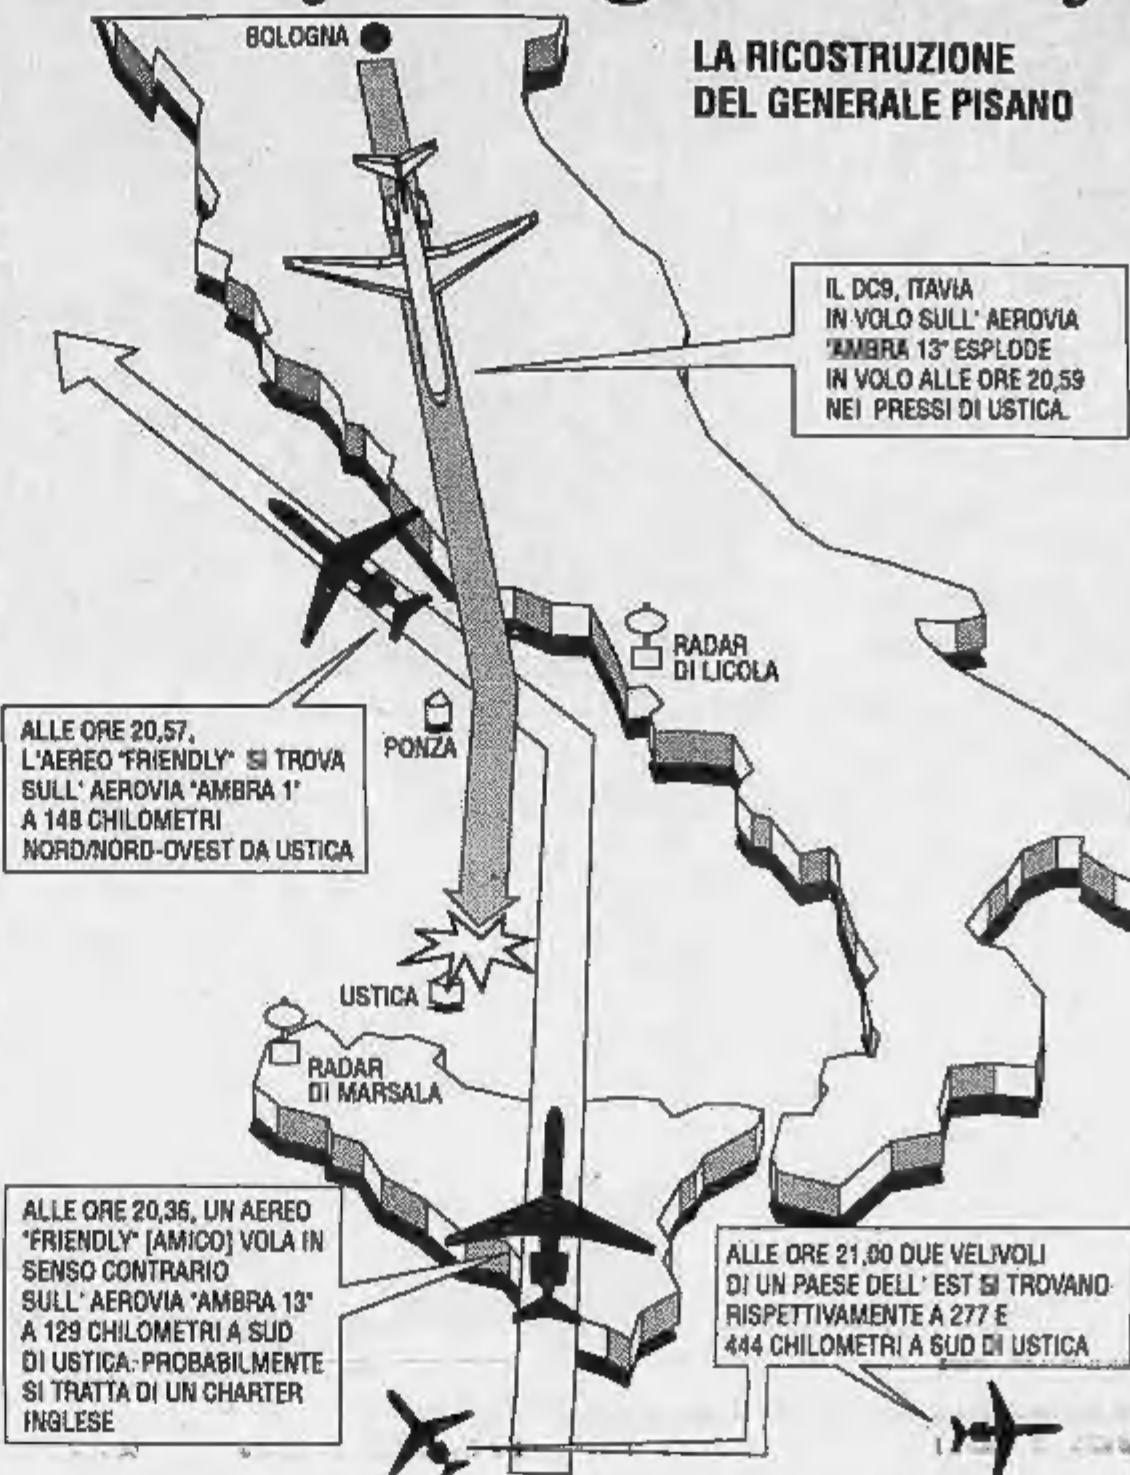 LA RICOSTRUZIONE
DEL GENERALE PISANO
BOLOGNA
IL DC9, ITAVIA
IN VOLO SULL' AEROVIA
"AMBRA 13" ESPLODE
IN VOLO ALLE ORE 20,59
NEI PRESSI DI USTICA.
RADAR
DI LICOLA
PONZA
ALLE ORE 20,57,
L'AEREO "FRIENDLY" SI TROVA
SULL' AEROVIA "AMBRA 1"
A 148 CHILOMETRI
NORD/NORD-OVEST DA USTICA
USTICA
RADAR
DI MARSALA
ALLE ORE 20,36, UN AEREO
"FRIENDLY" [AMICO] VOLA IN
SENSO CONTRARIO
SULL' AEROVIA "AMBRA 13"
A 129 CHILOMETRI A SUD
DI USTICA. PROBABILMENTE
SI TRATTA DI UN CHARTER
INGLESE
ALLE ORE 21,00 DUE VELIVOLI
DI UN PAESE DELL' EST SI TROVANO
RISPETTIVAMENTE A 277 E
444 CHILOMETRI A SUD DI USTICA